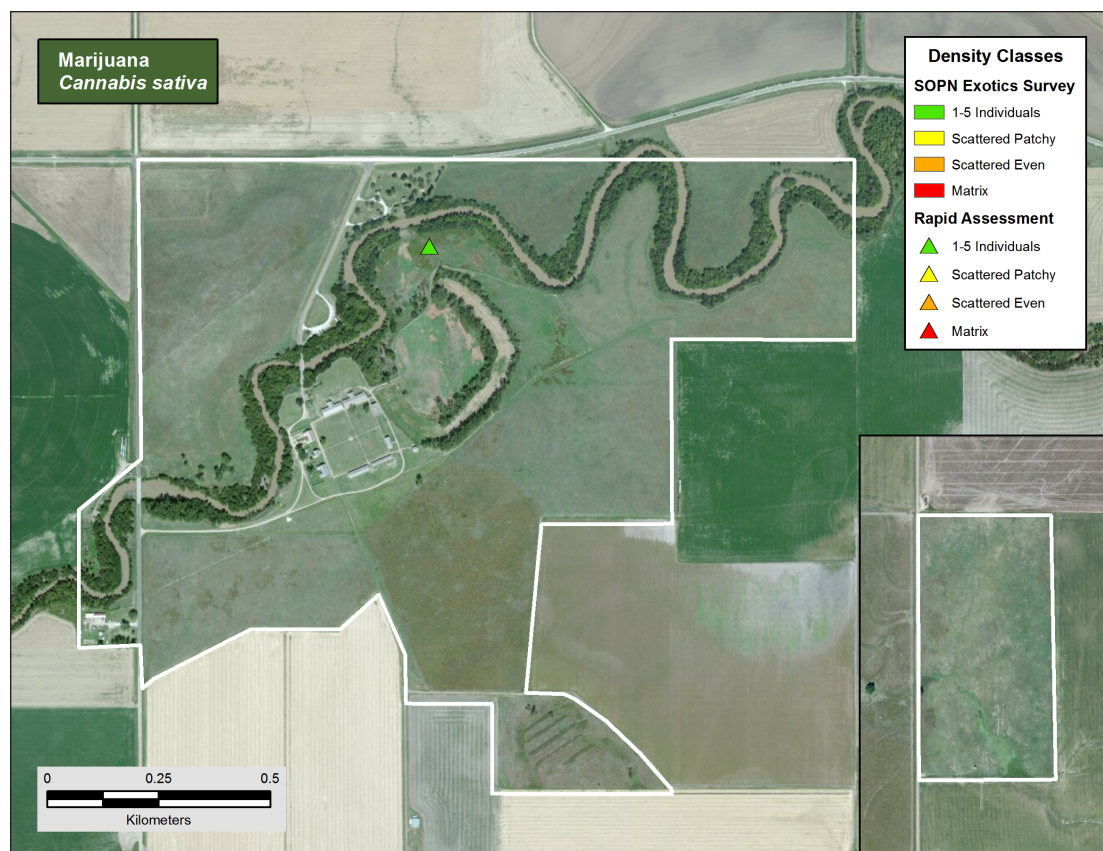 Marijuana
Cannabis sativa
Density Classes
SOPN Exotics Survey
1-5 Individuals
Scattered Patchy
Scattered Even
Matrix
Rapid Assessment
1-5 Individuals
Scattered Patchy
Scattered Even
Matrix
0 0.25 0.5
Kilometers